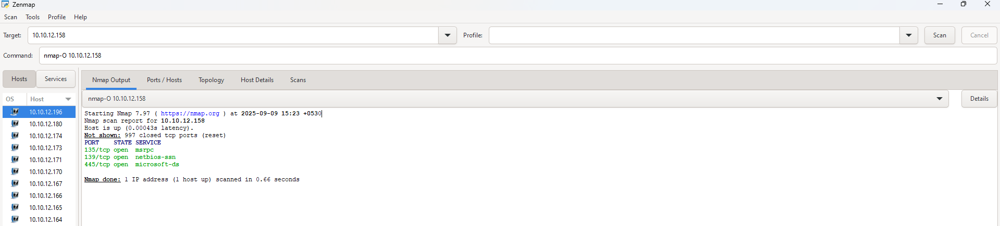 Zenmap
Scan Tools Profile Help
Target: 10.10.12.158 Profile: Scan Cancel
Command: nmap-O 10.10.12.158
Hosts Services
Nmap Output Ports / Hosts Topology Host Details Scans
OS Host
nmap-O 10.10.12.158 Details
10.10.12.196
10.10.12.180
10.10.12.174
10.10.12.173
10.10.12.171
10.10.12.170
10.10.12.167
10.10.12.166
10.10.12.165
10.10.12.164
Starting Nmap 7.97 ( https://nmap.org ) at 2025-09-09 15:23 +0530
Nmap scan report for 10.10.12.158
Host is up (0.00043s latency).
Not shown: 997 closed tcp ports (reset)
PORT STATE SERVICE
135/tcp open msrpc
139/tcp open netbios-ssn
445/tcp open microsoft-ds
Nmap done: 1 IP address (1 host up) scanned in 0.66 seconds